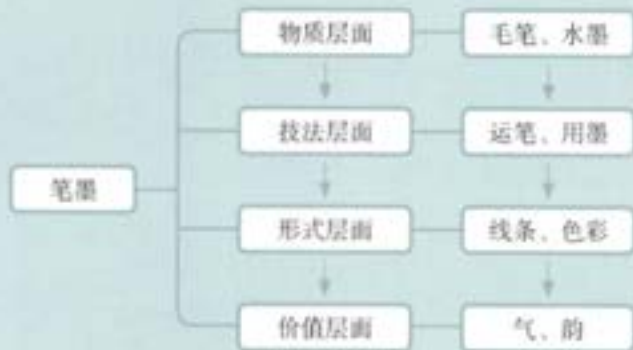 物质层面
毛笔、水墨
技法层面
运笔、用墨
笔墨
形式层面
线条、色彩
价值层面
气、韵